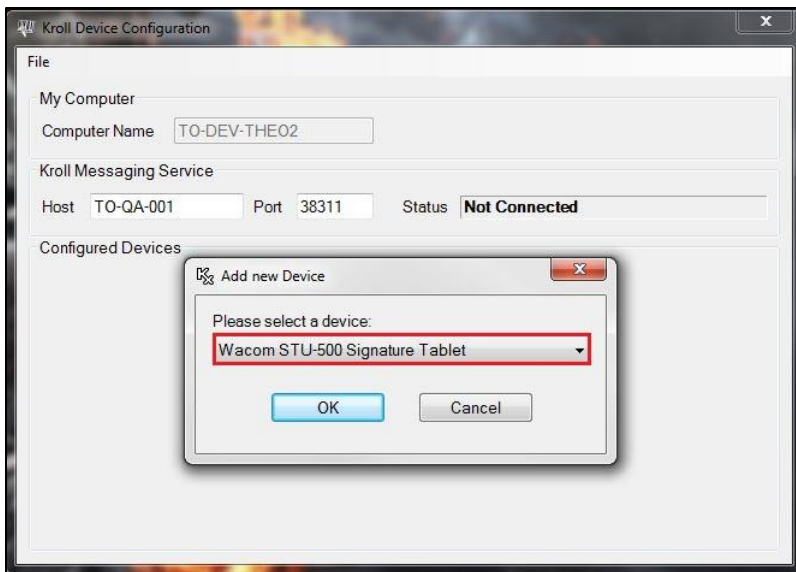 Kroll Device Configuration
x
File
My Computer
Computer Name TO-DEV-THEO2
Kroll Messaging Service
Host TO-QA-001 Port 38311 Status Not Connected
Configured Devices
Add new Device
x
Please select a device:
Wacom STU-500 Signature Tablet
OK Cancel